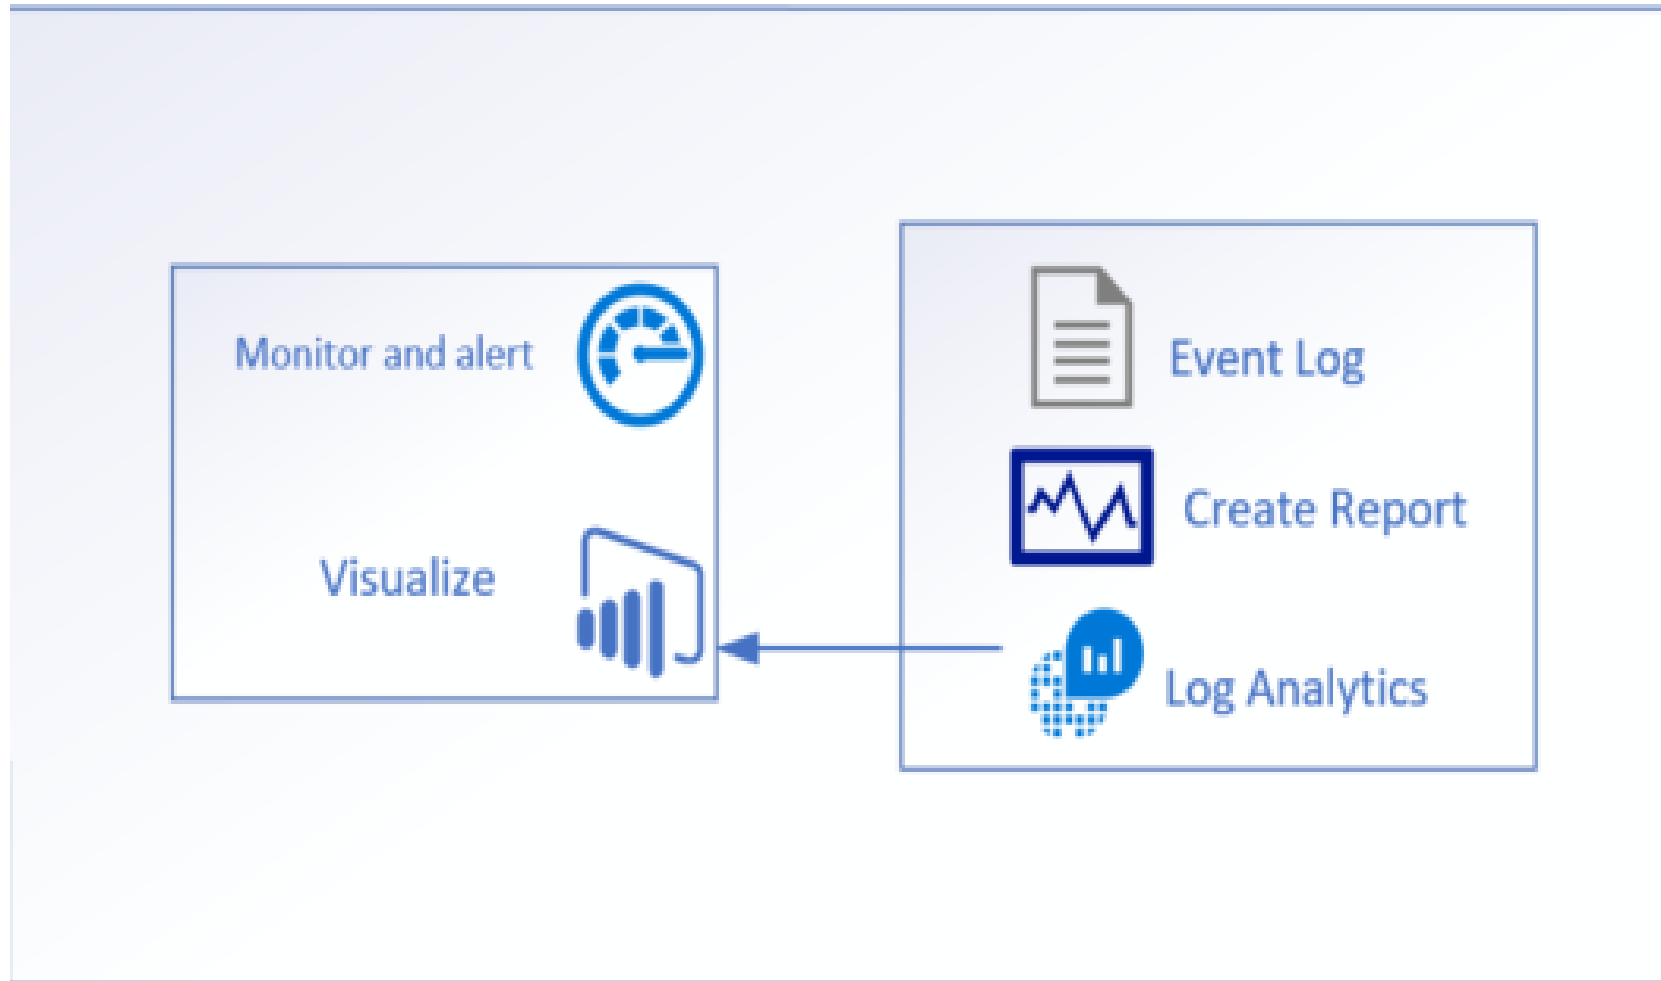 Monitor and alert
Visualize
Event Log
Create Report
Log Analytics